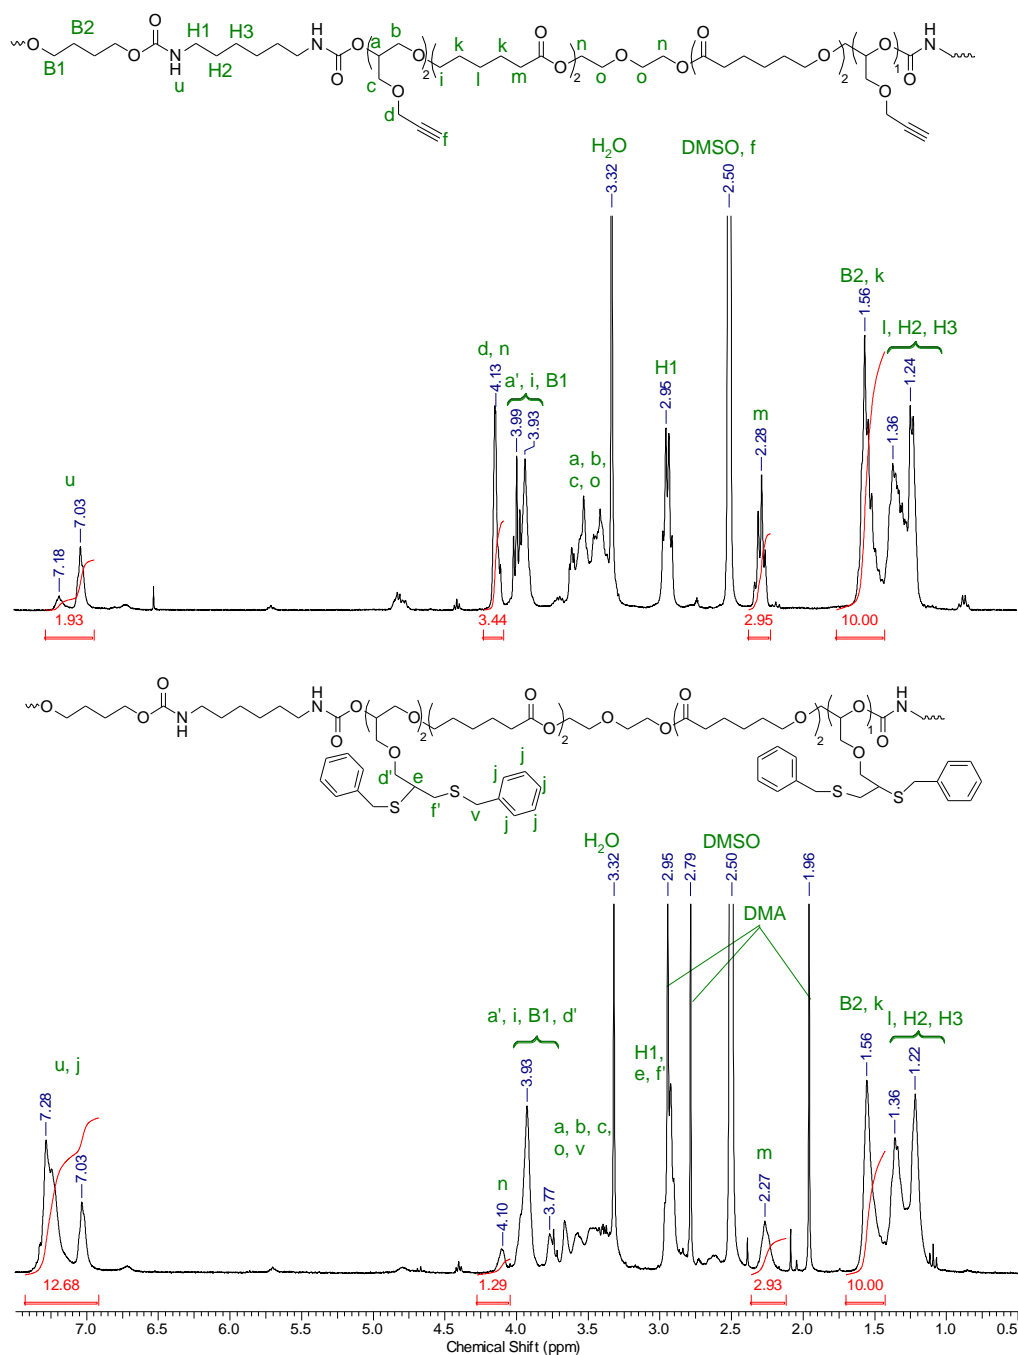 B2 O H1 H3 H O b O
O O N N O a O k k n O n O O O H N
B1 H u H2 O c 2 i l m O 2 o o 2 1 O
O O
d
f
H2O DMSO, f
3.32 2.50
B2, k
1.56 l, H2, H3
d, n
4.13 a', i, B1 H1 1.24
3.99 3.93 2.95 m 1.36
a, b, 2.28
c, o
u
7.18 7.03
1.93 3.44 2.95 10.00
O H O O O H
O O N N O O O O O O O N
H O 2 2 2 1 O
O O
d' e j j
S f' S v j j j S S
H2O DMSO
3.32 2.95 2.79 2.50 1.96
DMA
a', i, B1, d' B2, k
l, H2, H3
u, j 3.93 H1, 1.56 1.22
e, f'
7.28 a, b, c, 1.36
o, v
7.03 n m
4.10 3.77 2.27
12.68 1.29 2.93 10.00
7.0 6.5 6.0 5.5 5.0 4.5 4.0 3.5 3.0 2.5 2.0 1.5 1.0 0.5
Chemical Shift (ppm)